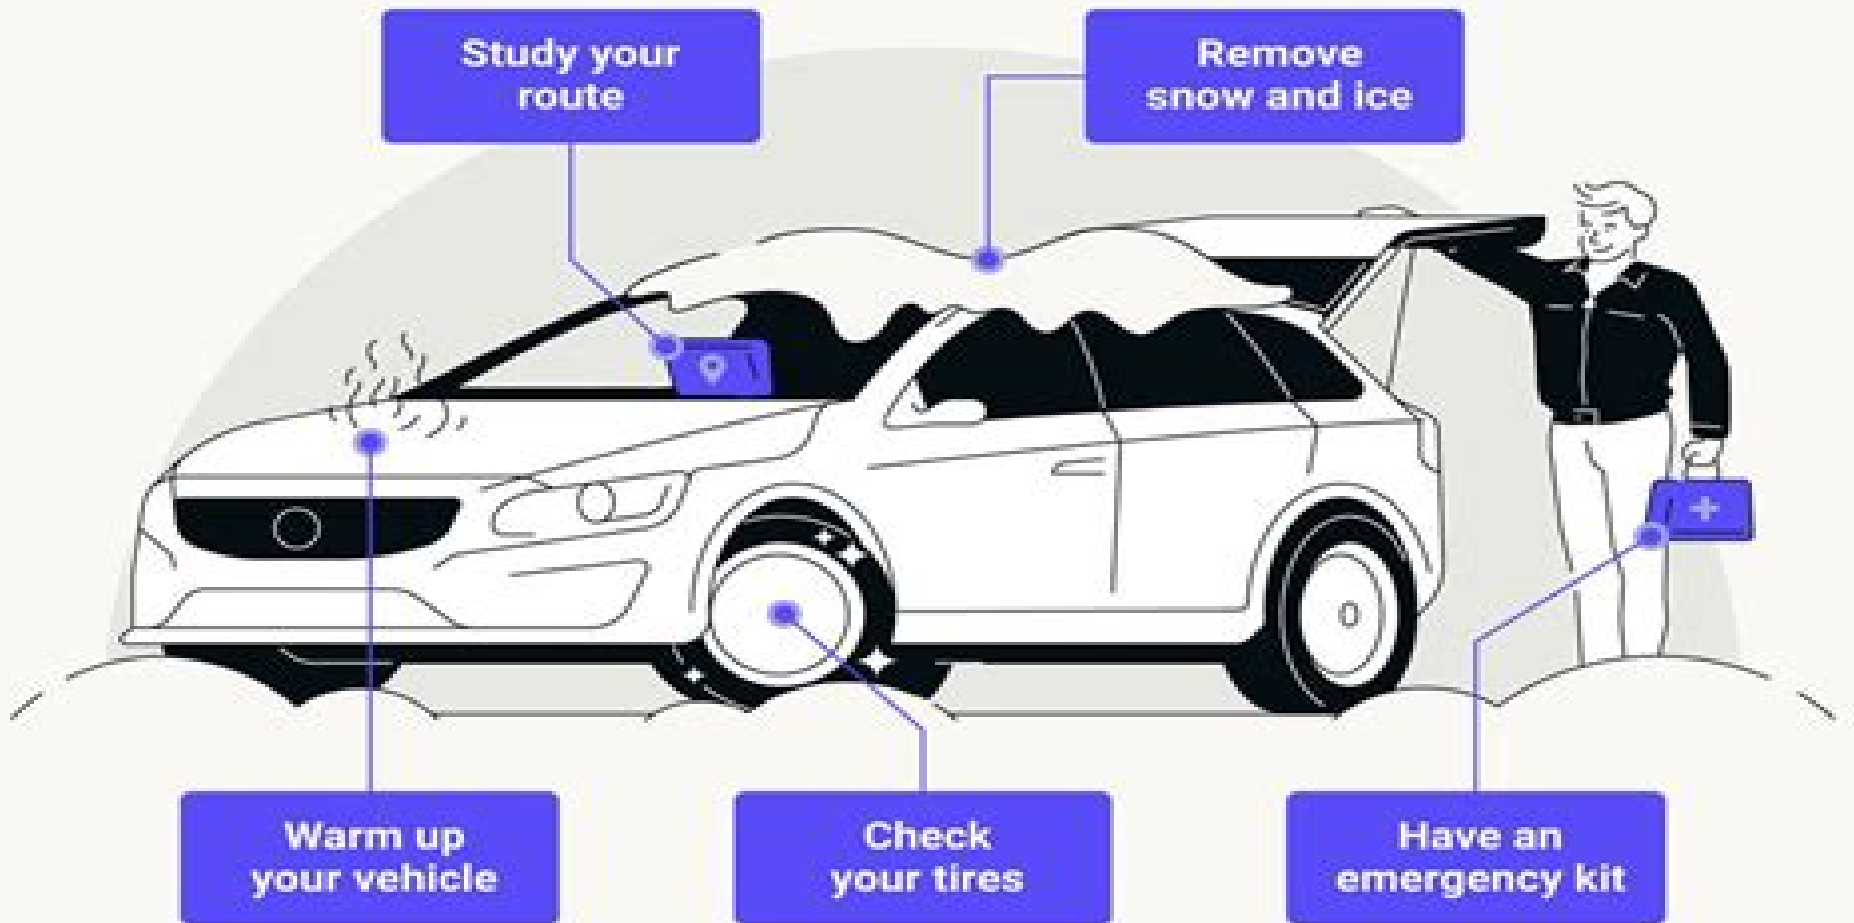 Study your
route
Remove
snow and ice
Warm up
your vehicle
Check
your tires
Have an
emergency kit